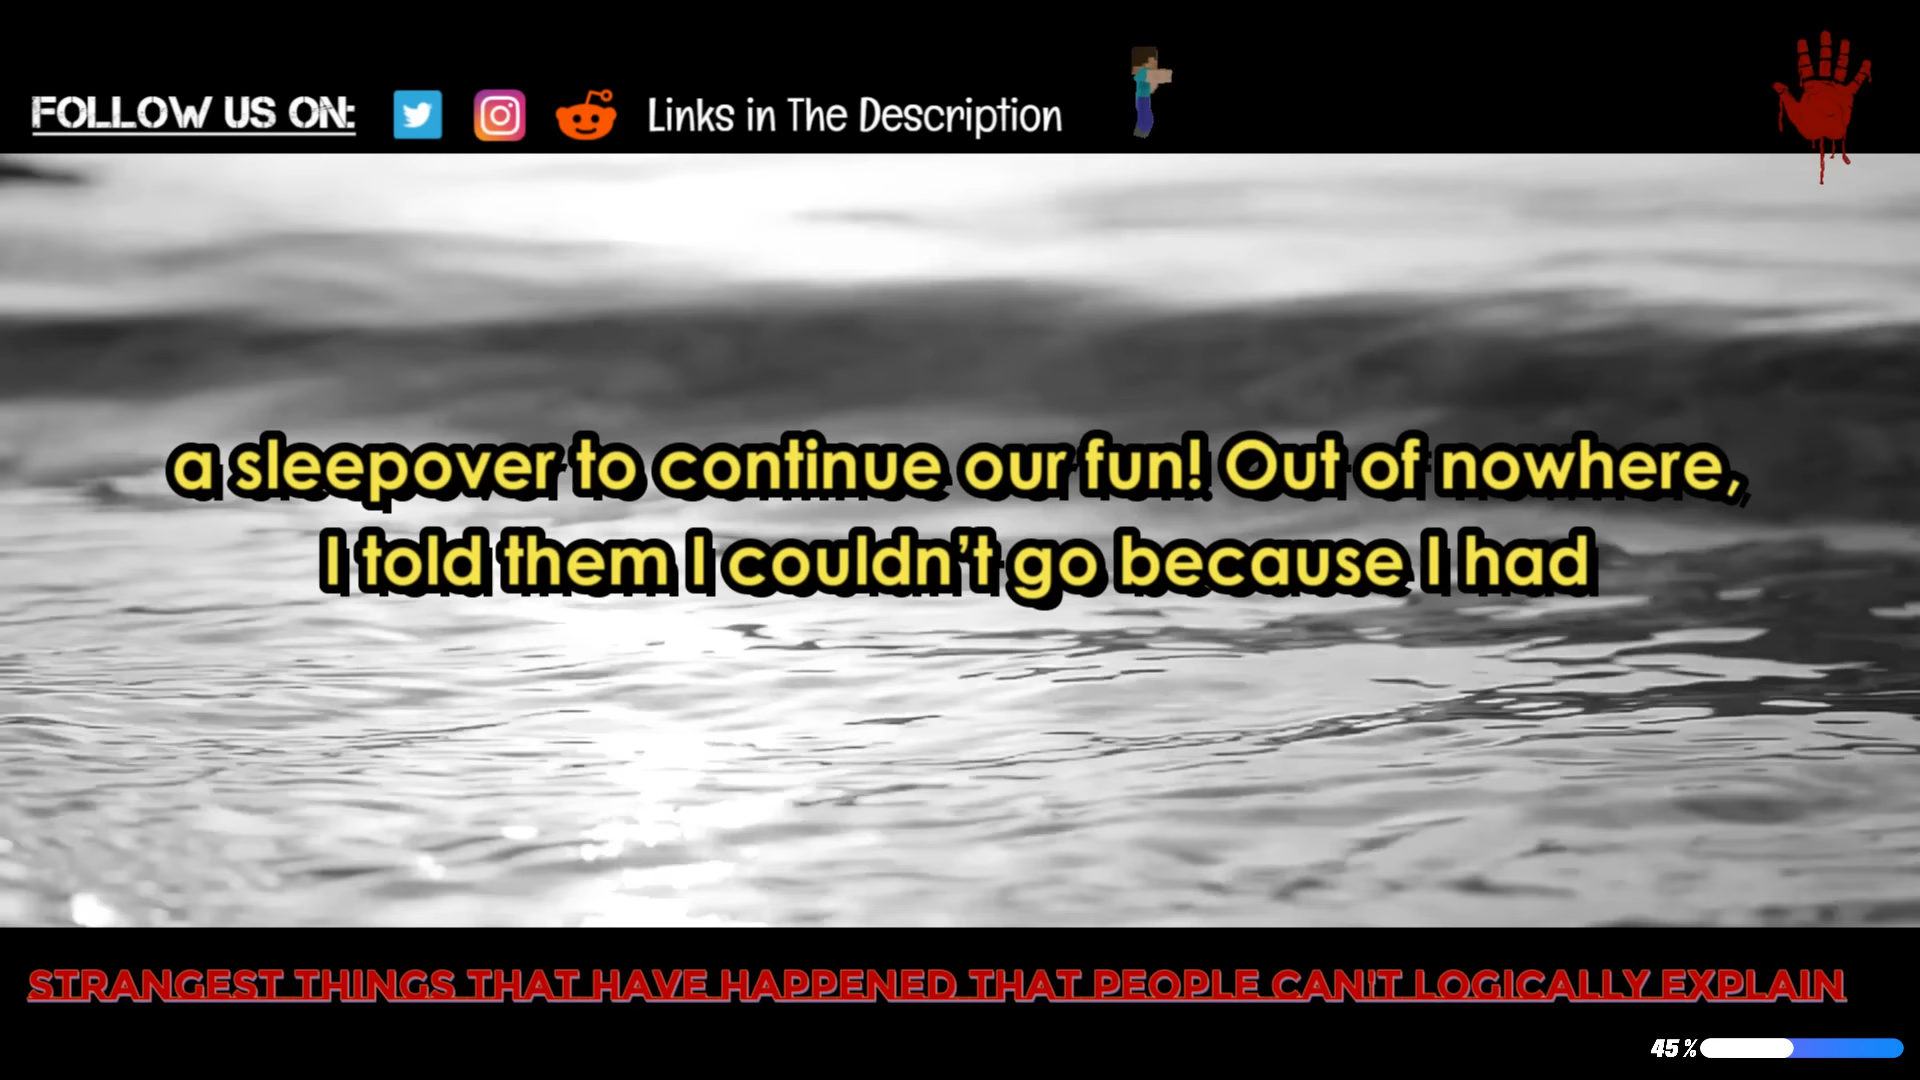 FOLLOW US ON: Links in The Description
a sleepover to continue our fun! Out of nowhere,
I told them I couldn't go because I had
STRANGEST THINGS THAT HAVE HAPPENED THAT PEOPLE CAN'T LOGICALLY EXPLAIN
45%